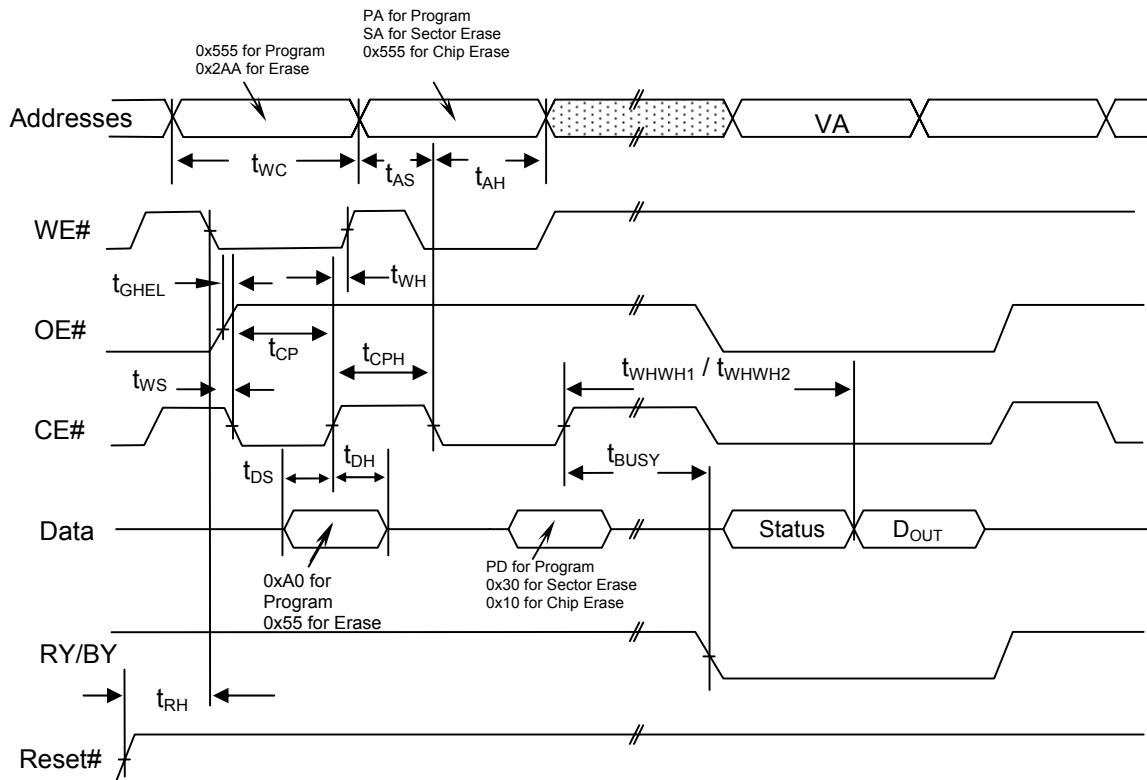 PA for Program
SA for Sector Erase
0x555 for Chip Erase
0x555 for Program
0x2AA for Erase
Addresses
VA
tWC
tAS
tAH
WE#
tGHEL
tWH
OE#
tCP
tCPH
tWS
tWHWH1 / tWHWH2
CE#
tDS
tDH
tBUSY
Data
Status
DOUT
0xA0 for
Program
0x55 for Erase
PD for Program
0x30 for Sector Erase
0x10 for Chip Erase
RY/BY
tRH
Reset#